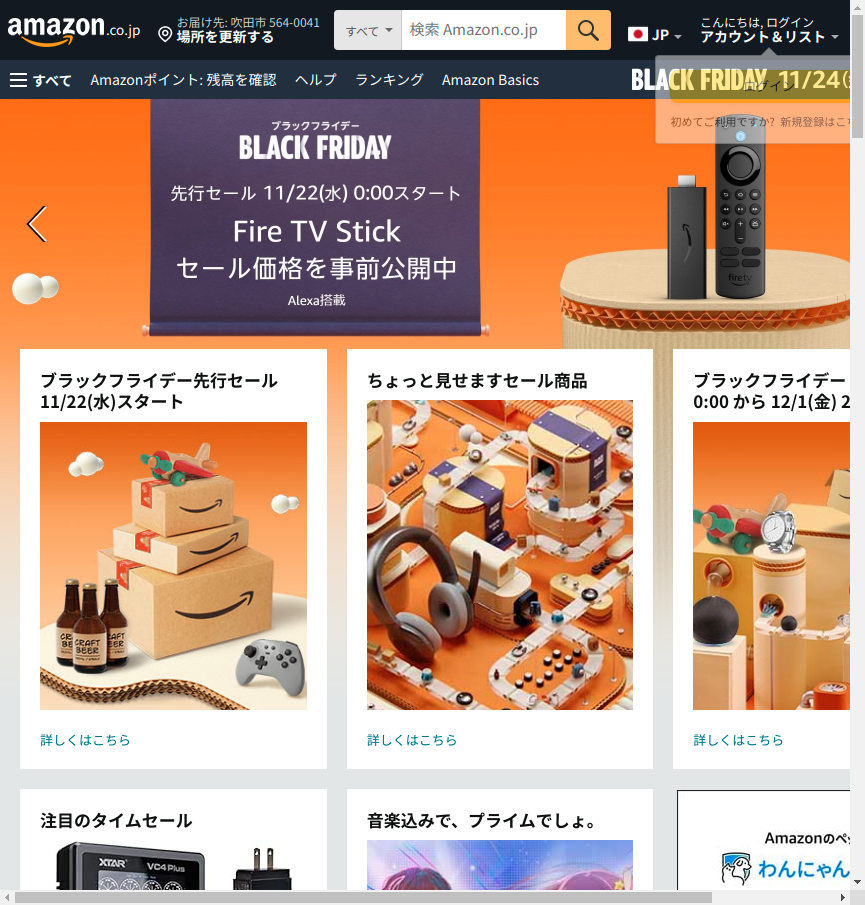 amazon.co.jp
お届け先: 吹田市 564-0041
場所を更新する
すべて
検索 Amazon.co.jp
JP
こんにちは, ログイン
アカウント＆リスト
すべて
Amazonポイント: 残高を確認
ヘルプ
ランキング
Amazon Basics
BLACK FRIDAY 11/24(
ログイン
初めてご利用ですか? 新規登録はこち
ブラックフライデー
BLACK FRIDAY
先行セール 11/22(水) 0:00スタート
Fire TV Stick
セール価格を事前公開中
Alexa搭載
firetv
ブラックフライデー先行セール
11/22(水)スタート
CRAFT
BEER
詳しくはこちら
ちょっと見せますセール商品
詳しくはこちら
ブラックフライデー
0:00 から 12/1(金) 2
詳しくはこちら
注目のタイムセール
XTAR
VC4 Plus
音楽込みで、プライムでしょ。
Amazonのペッ
わんにゃん